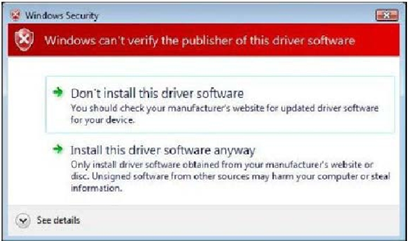 Windows Security
Windows can't verify the publisher of this driver software
Don't install this driver software
You should check your manufacturer's website for updated driver software
for your device.
Install this driver software anyway
Only install driver software obtained from your manufacturer's website or
disc. Unsigned software from other sources may harm your computer or steal
information.
See details